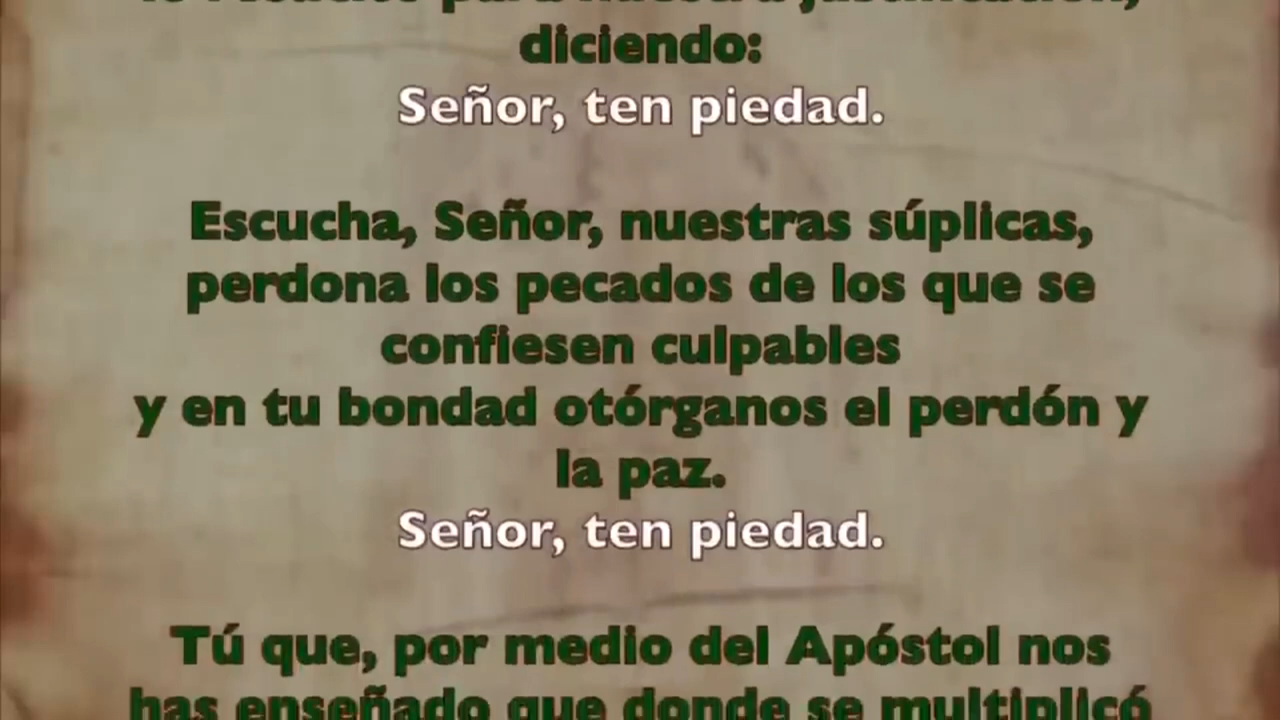 diciendo:
Señor, ten piedad.
Escucha, Señor, nuestras súplicas,
perdona los pecados de los que se
confiesen culpables
y en tu bondad otórganos el perdón y
la paz.
Señor, ten piedad.
Tú que, por medio del Apóstol nos
has enseñado que donde se multiplicó